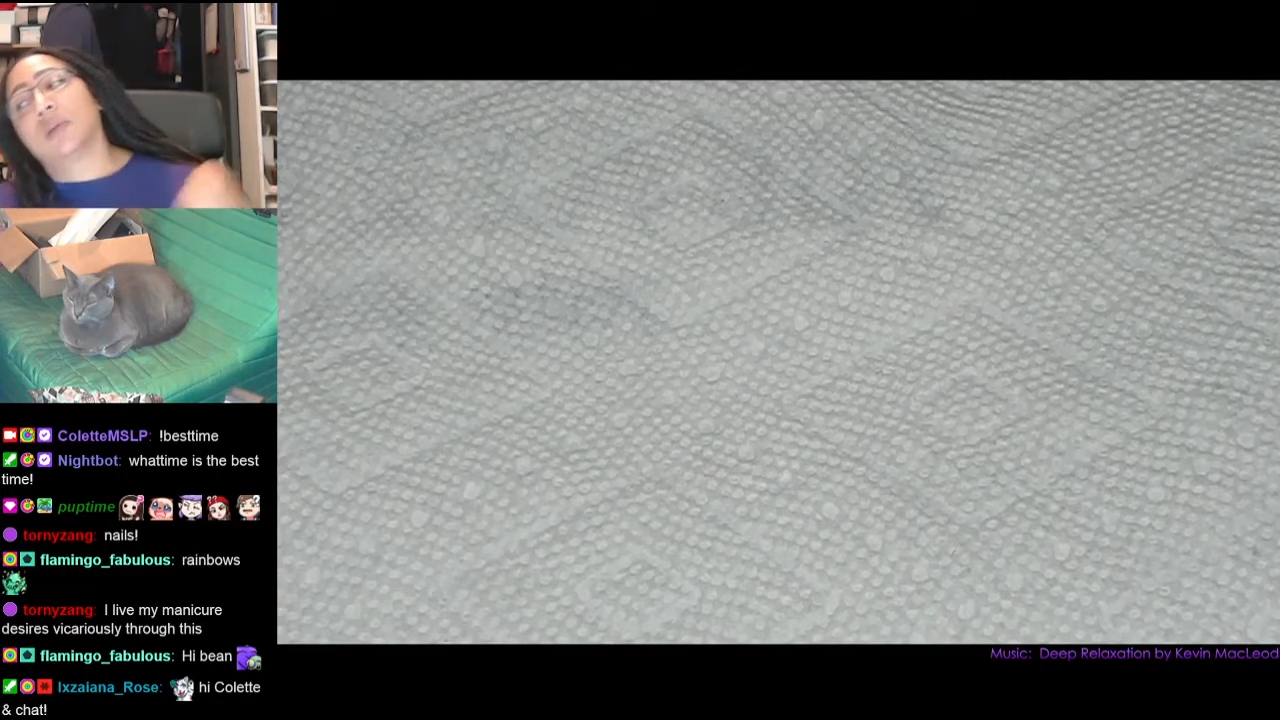 ColetteMSLP: !besttime
Nightbot: whattime is the best
time!
puptime
tornyzang: nails!
flamingo_fabulous: rainbows
tornyzang: I live my manicure
desires vicariously through this
flamingo_fabulous: Hi bean
Ixzaiana_Rose: hi Colette
& chat!
Music: Deep Relaxation by Kevin MacLeod